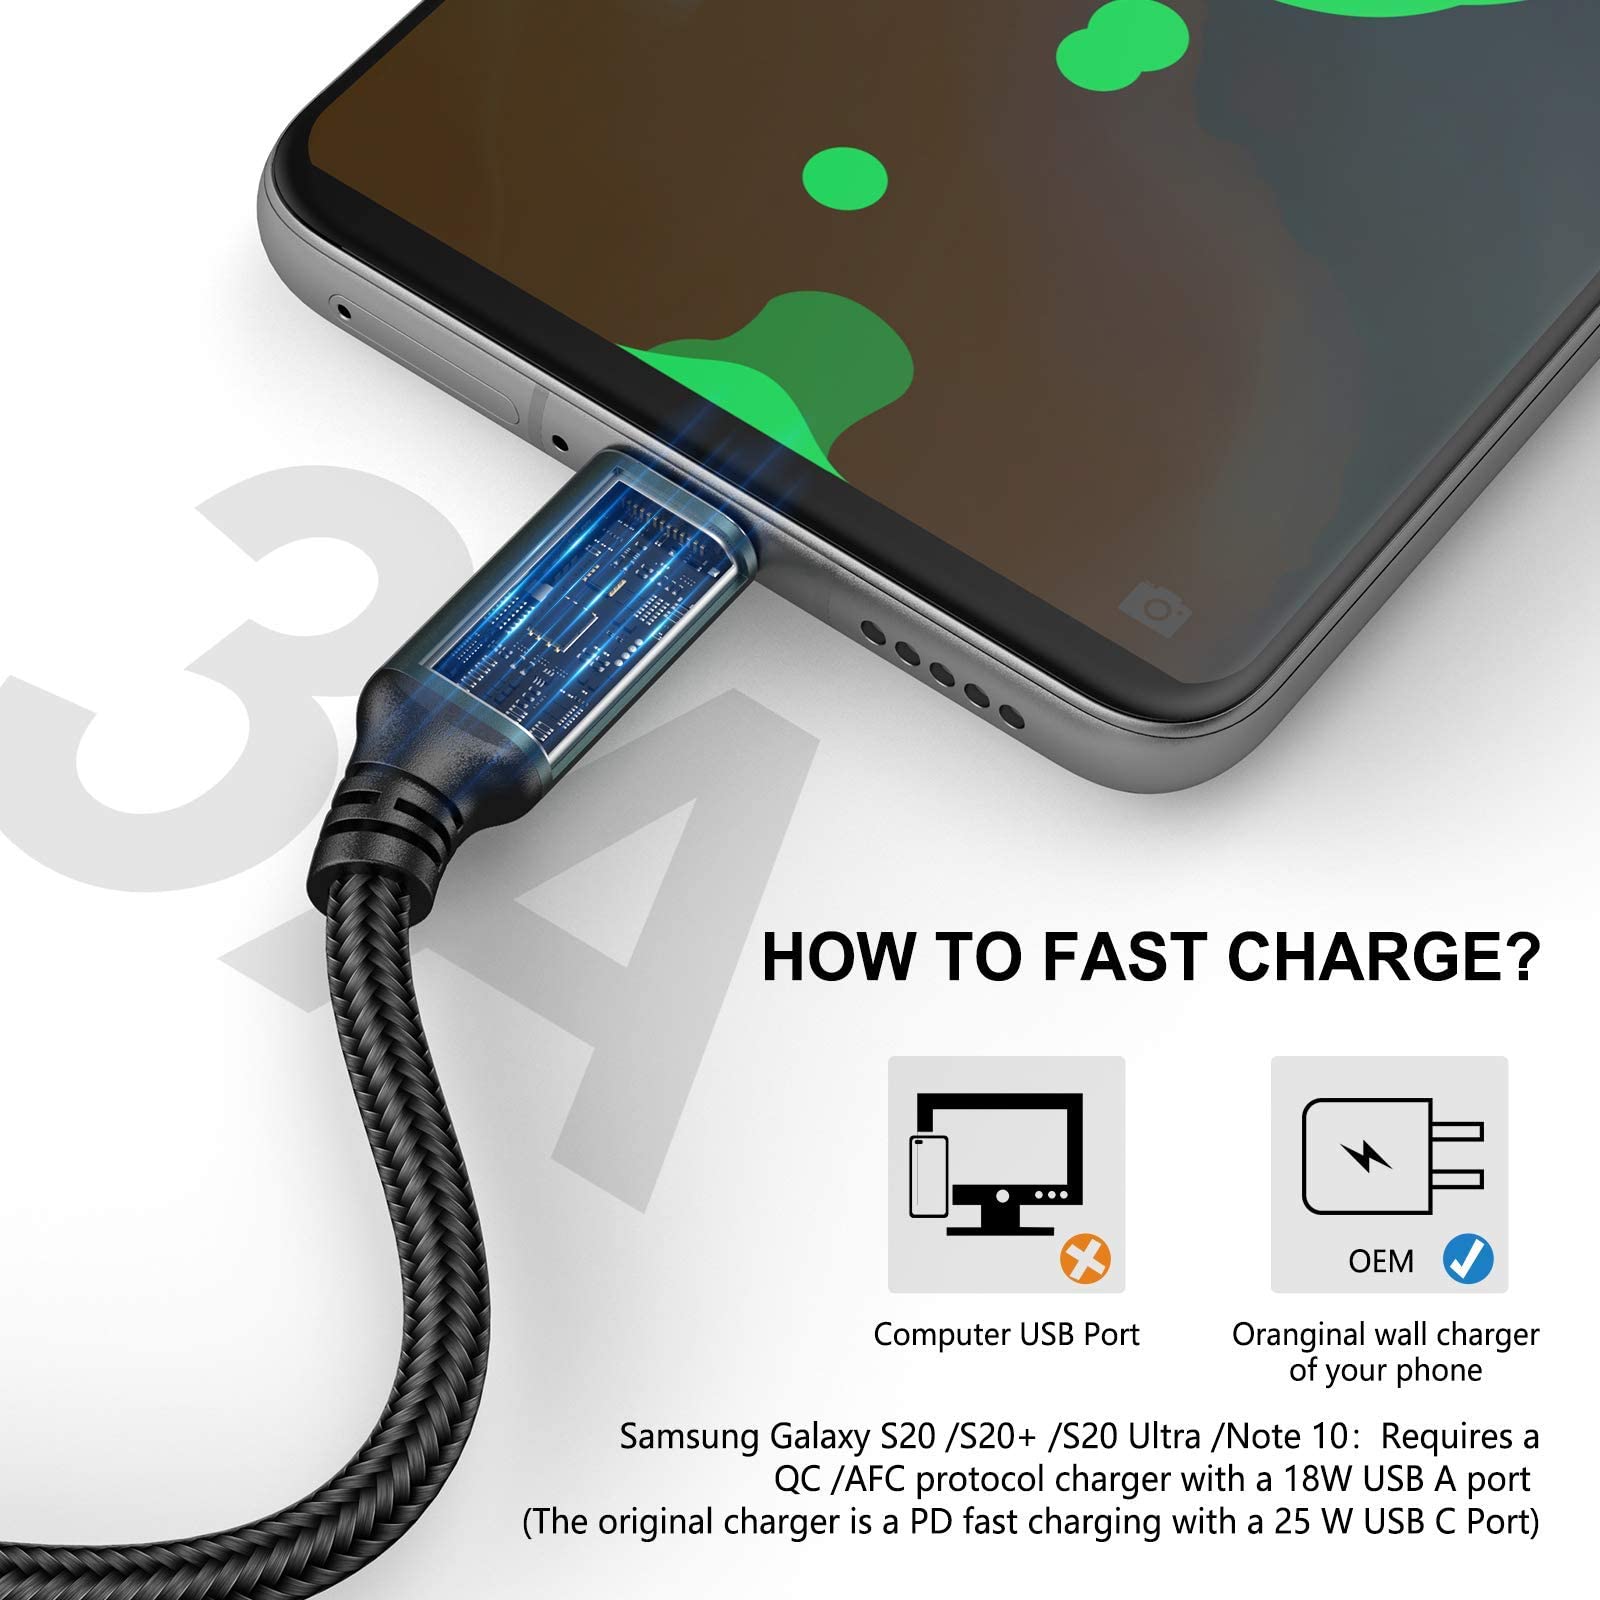 3A
HOW TO FAST CHARGE?
OEM
Computer USB Port
Oranginal wall charger
of your phone
Samsung Galaxy S20 /S20+ /S20 Ultra /Note 10: Requires a
QC /AFC protocol charger with a 18W USB A port
(The original charger is a PD fast charging with a 25 W USB C Port)